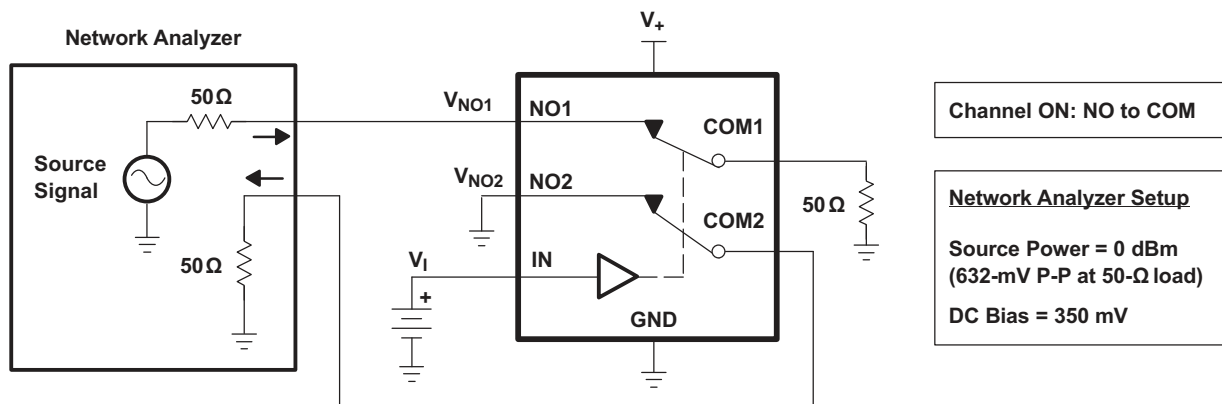 Network Analyzer
50Ω
Source
Signal
50Ω
V+
VNO1
NO1
COM1
VNO2
NO2
COM2
VI
IN
+
GND
50Ω
Channel ON: NO to COM
Network Analyzer Setup
Source Power = 0 dBm
(632-mV P-P at 50-Ω load)
DC Bias = 350 mV